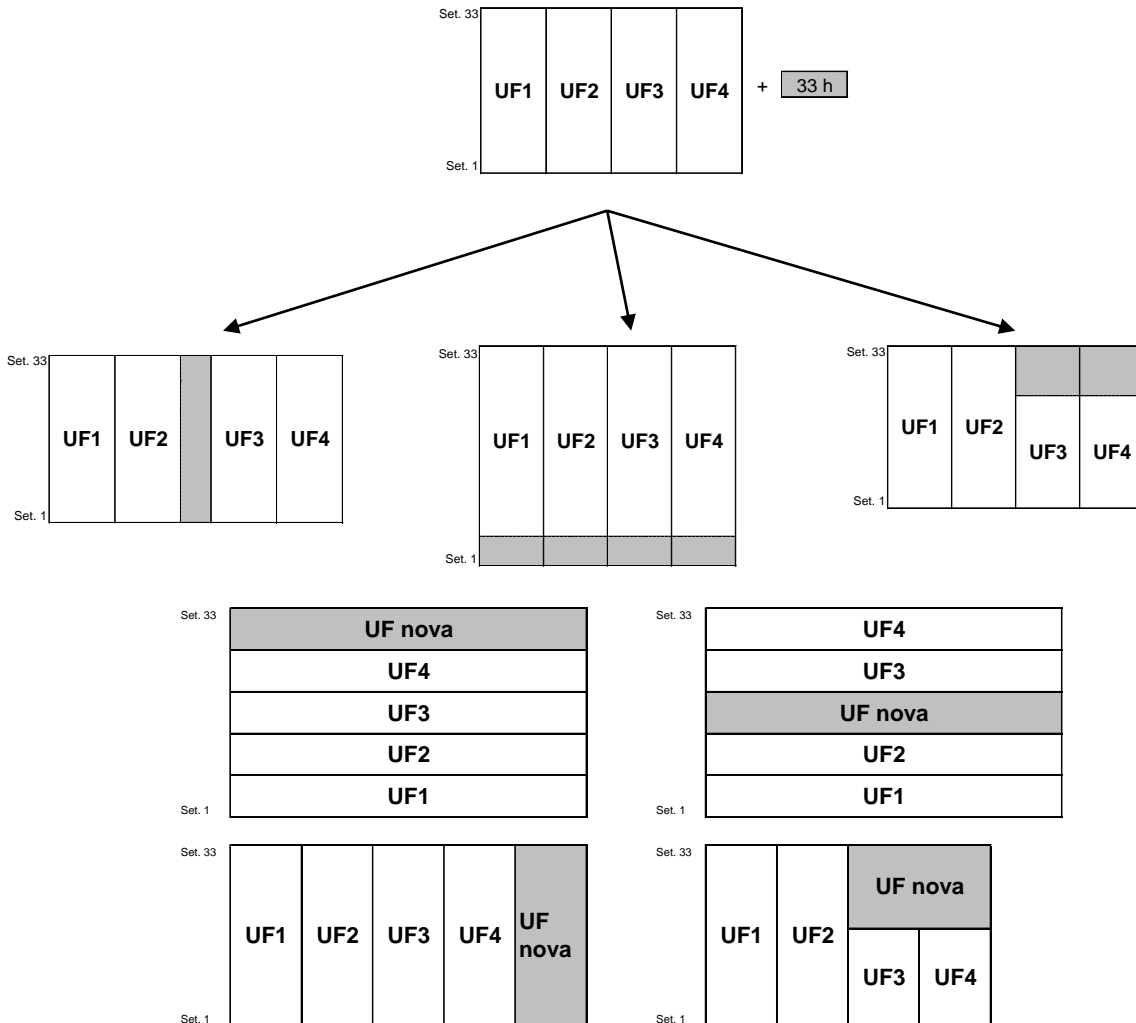 Set. 33
UF1 UF2 UF3 UF4 + 33 h
Set. 1
Set. 33
UF1 UF2 UF3 UF4
Set. 1
Set. 33
UF1 UF2 UF3 UF4
Set. 1
Set. 33
UF1 UF2 UF3 UF4
Set. 1
Set. 33
UF nova
UF4
UF3
UF2
UF1
Set. 1
Set. 33
UF4
UF3
UF nova
UF2
UF1
Set. 1
Set. 33
UF1 UF2 UF3 UF4 UF nova
Set. 1
Set. 33
UF nova
UF1 UF2
UF3 UF4
Set. 1